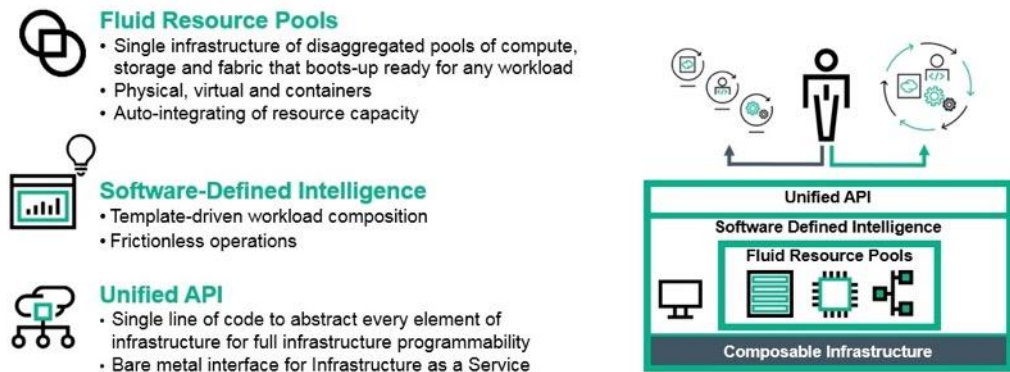 Fluid Resource Pools
• Single infrastructure of disaggregated pools of compute,
storage and fabric that boots-up ready for any workload
• Physical, virtual and containers
• Auto-integrating of resource capacity
Software-Defined Intelligence
• Template-driven workload composition
• Frictionless operations
Unified API
• Single line of code to abstract every element of
infrastructure for full infrastructure programmability
• Bare metal interface for Infrastructure as a Service
Unified API
Software Defined Intelligence
Fluid Resource Pools
Composable Infrastructure